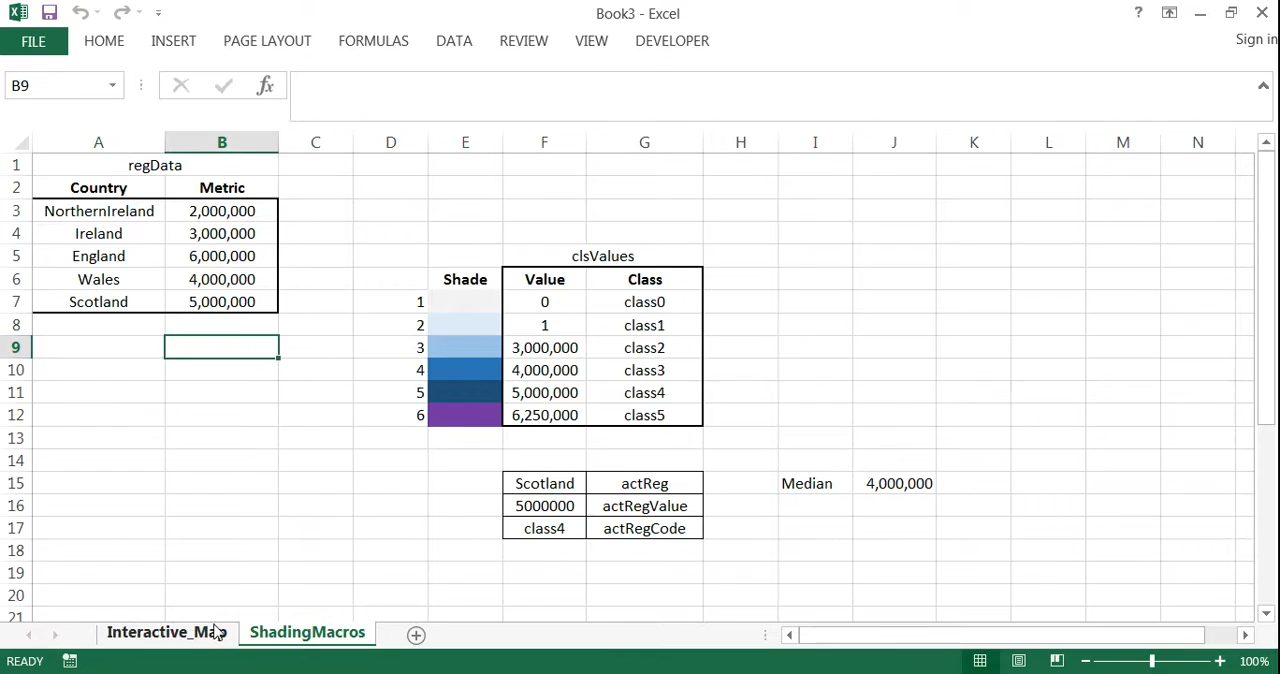 Book3 - Excel
?
FILE HOME INSERT PAGE LAYOUT FORMULAS DATA REVIEW VIEW DEVELOPER Sign in
B9 fx
A B C D E F G H I J K L M N
1 regData
2 Country Metric
3 NorthernIreland 2,000,000
4 Ireland 3,000,000
5 England 6,000,000 clsValues
6 Wales 4,000,000 Shade Value Class
7 Scotland 5,000,000 1 0 class0
8 2 1 class1
9 3 3,000,000 class2
10 4 4,000,000 class3
11 5 5,000,000 class4
12 6 6,250,000 class5
13
14
15 Scotland actReg Median 4,000,000
16 5000000 actRegValue
17 class4 actRegCode
18
19
20
21
Interactive_Map ShadingMacros
READY 100%